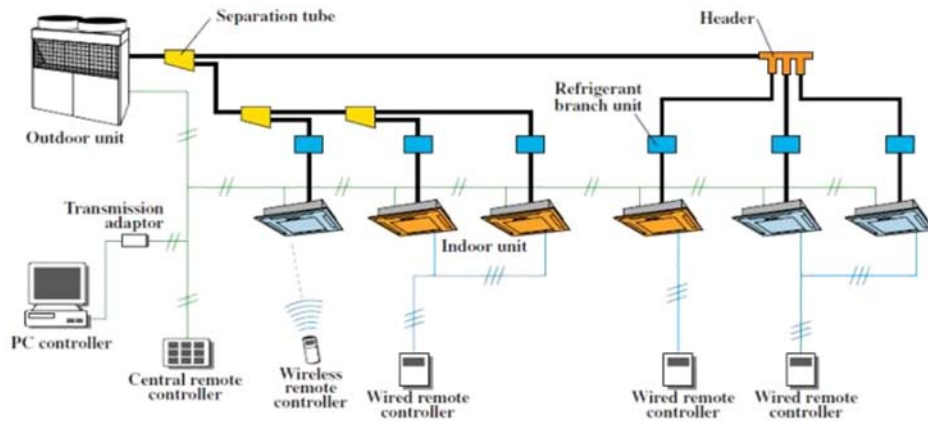 Separation tube
Header
Refrigerant
branch unit
Outdoor unit
Transmission
adaptor
Indoor unit
PC controller
Central remote
controller
Wireless
remote
controller
Wired remote
controller
Wired remote
controller
Wired remote
controller